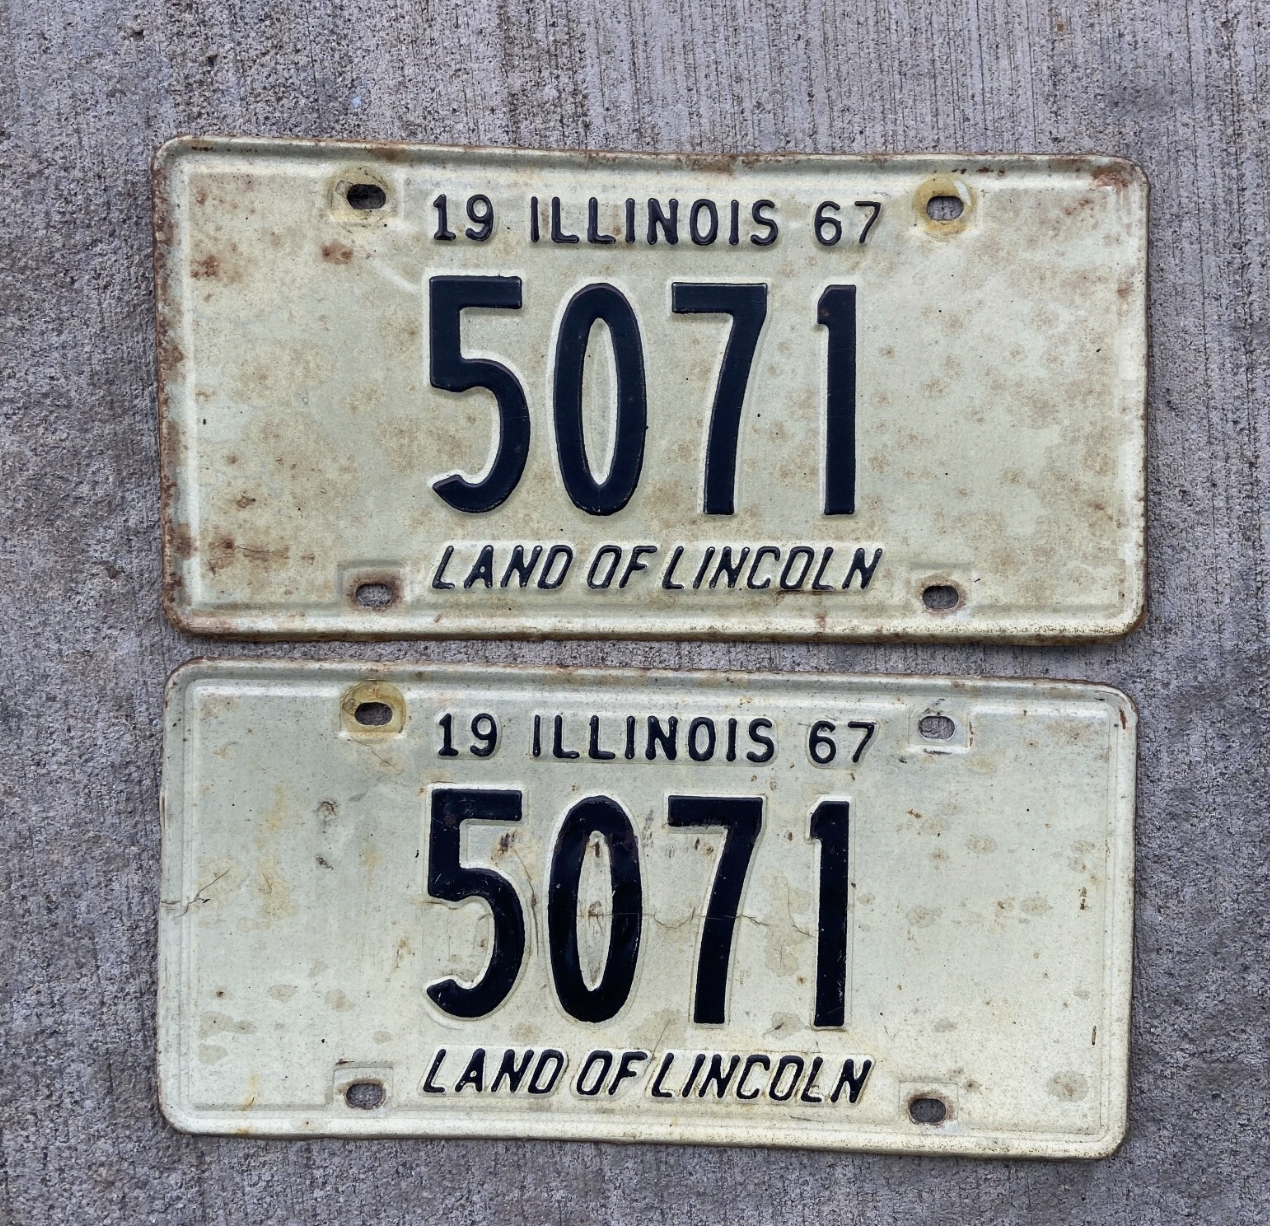 19 ILLINOIS 67
5071
LAND OF LINCOLN
19 ILLINOIS 67
5071
LAND OF LINCOLN